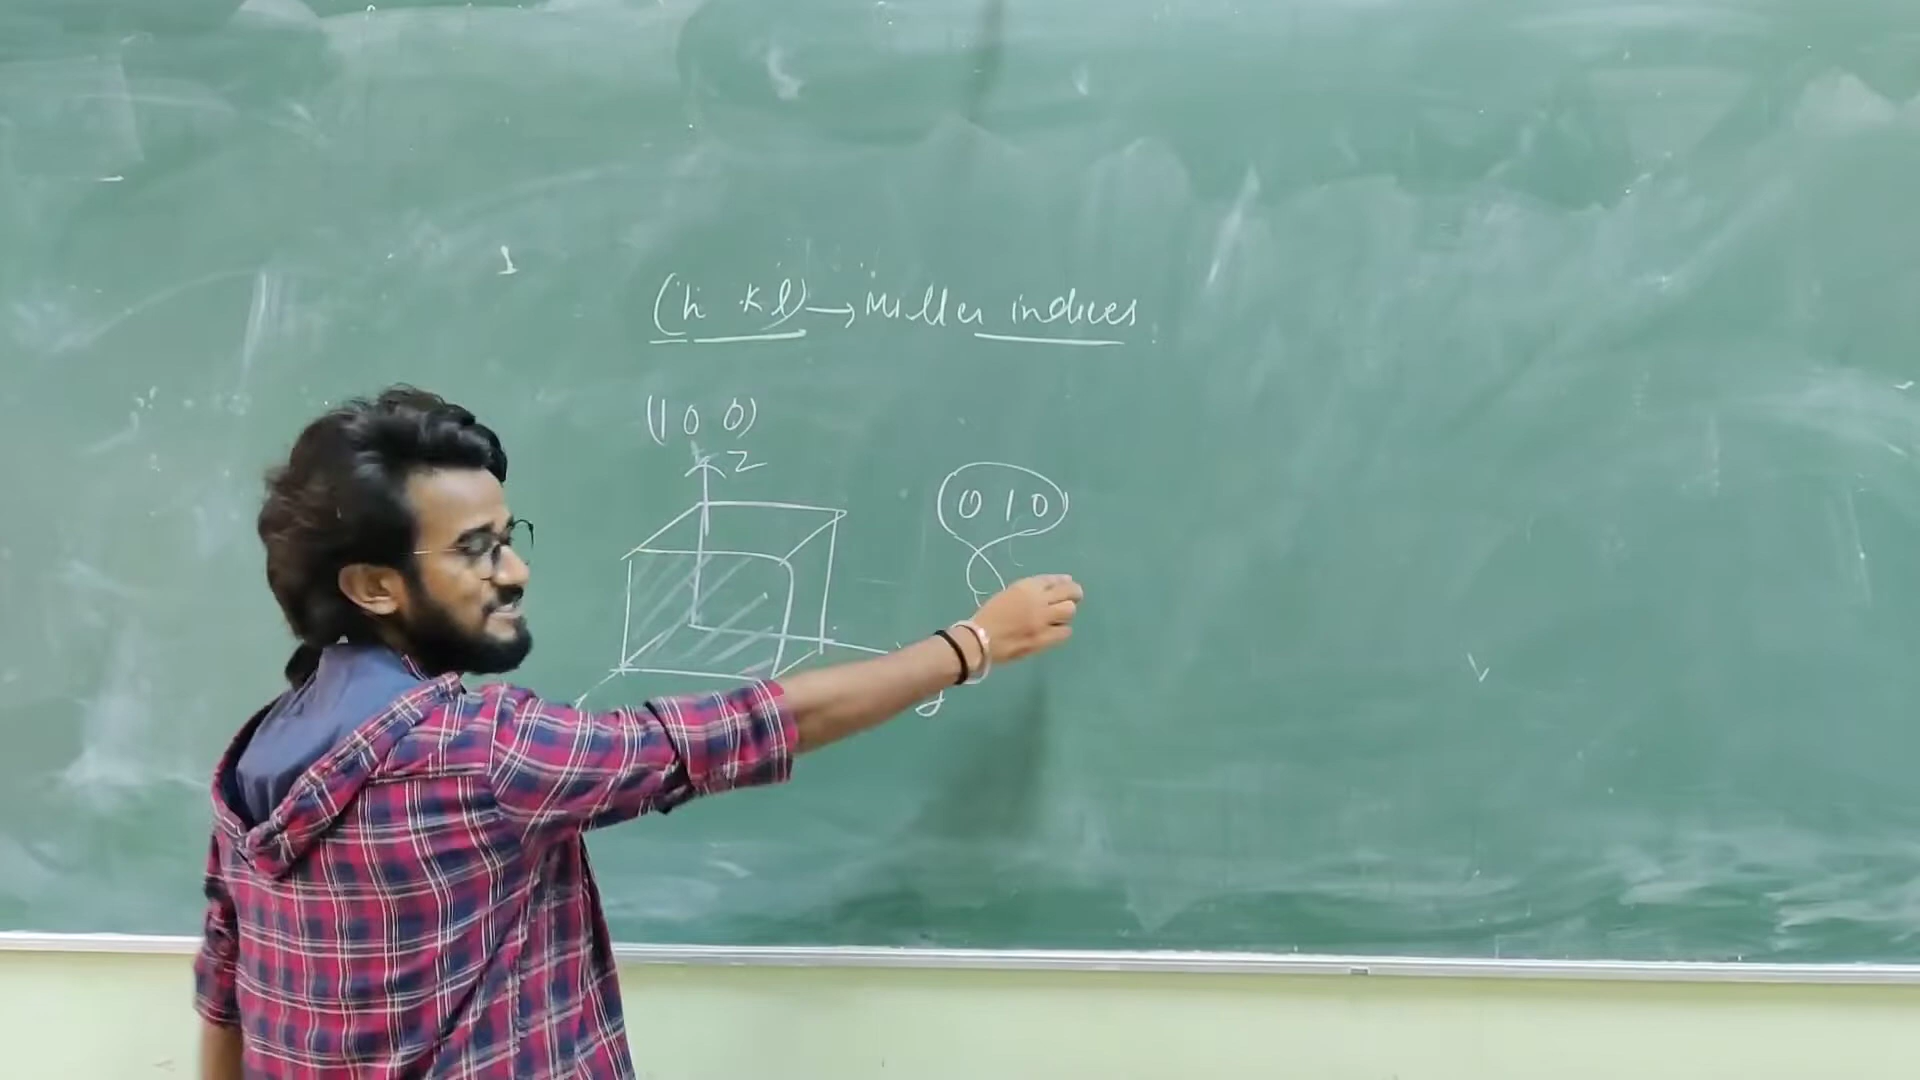 (h k l) → Miller indices
(1 0 0)
z
0 1 0
y